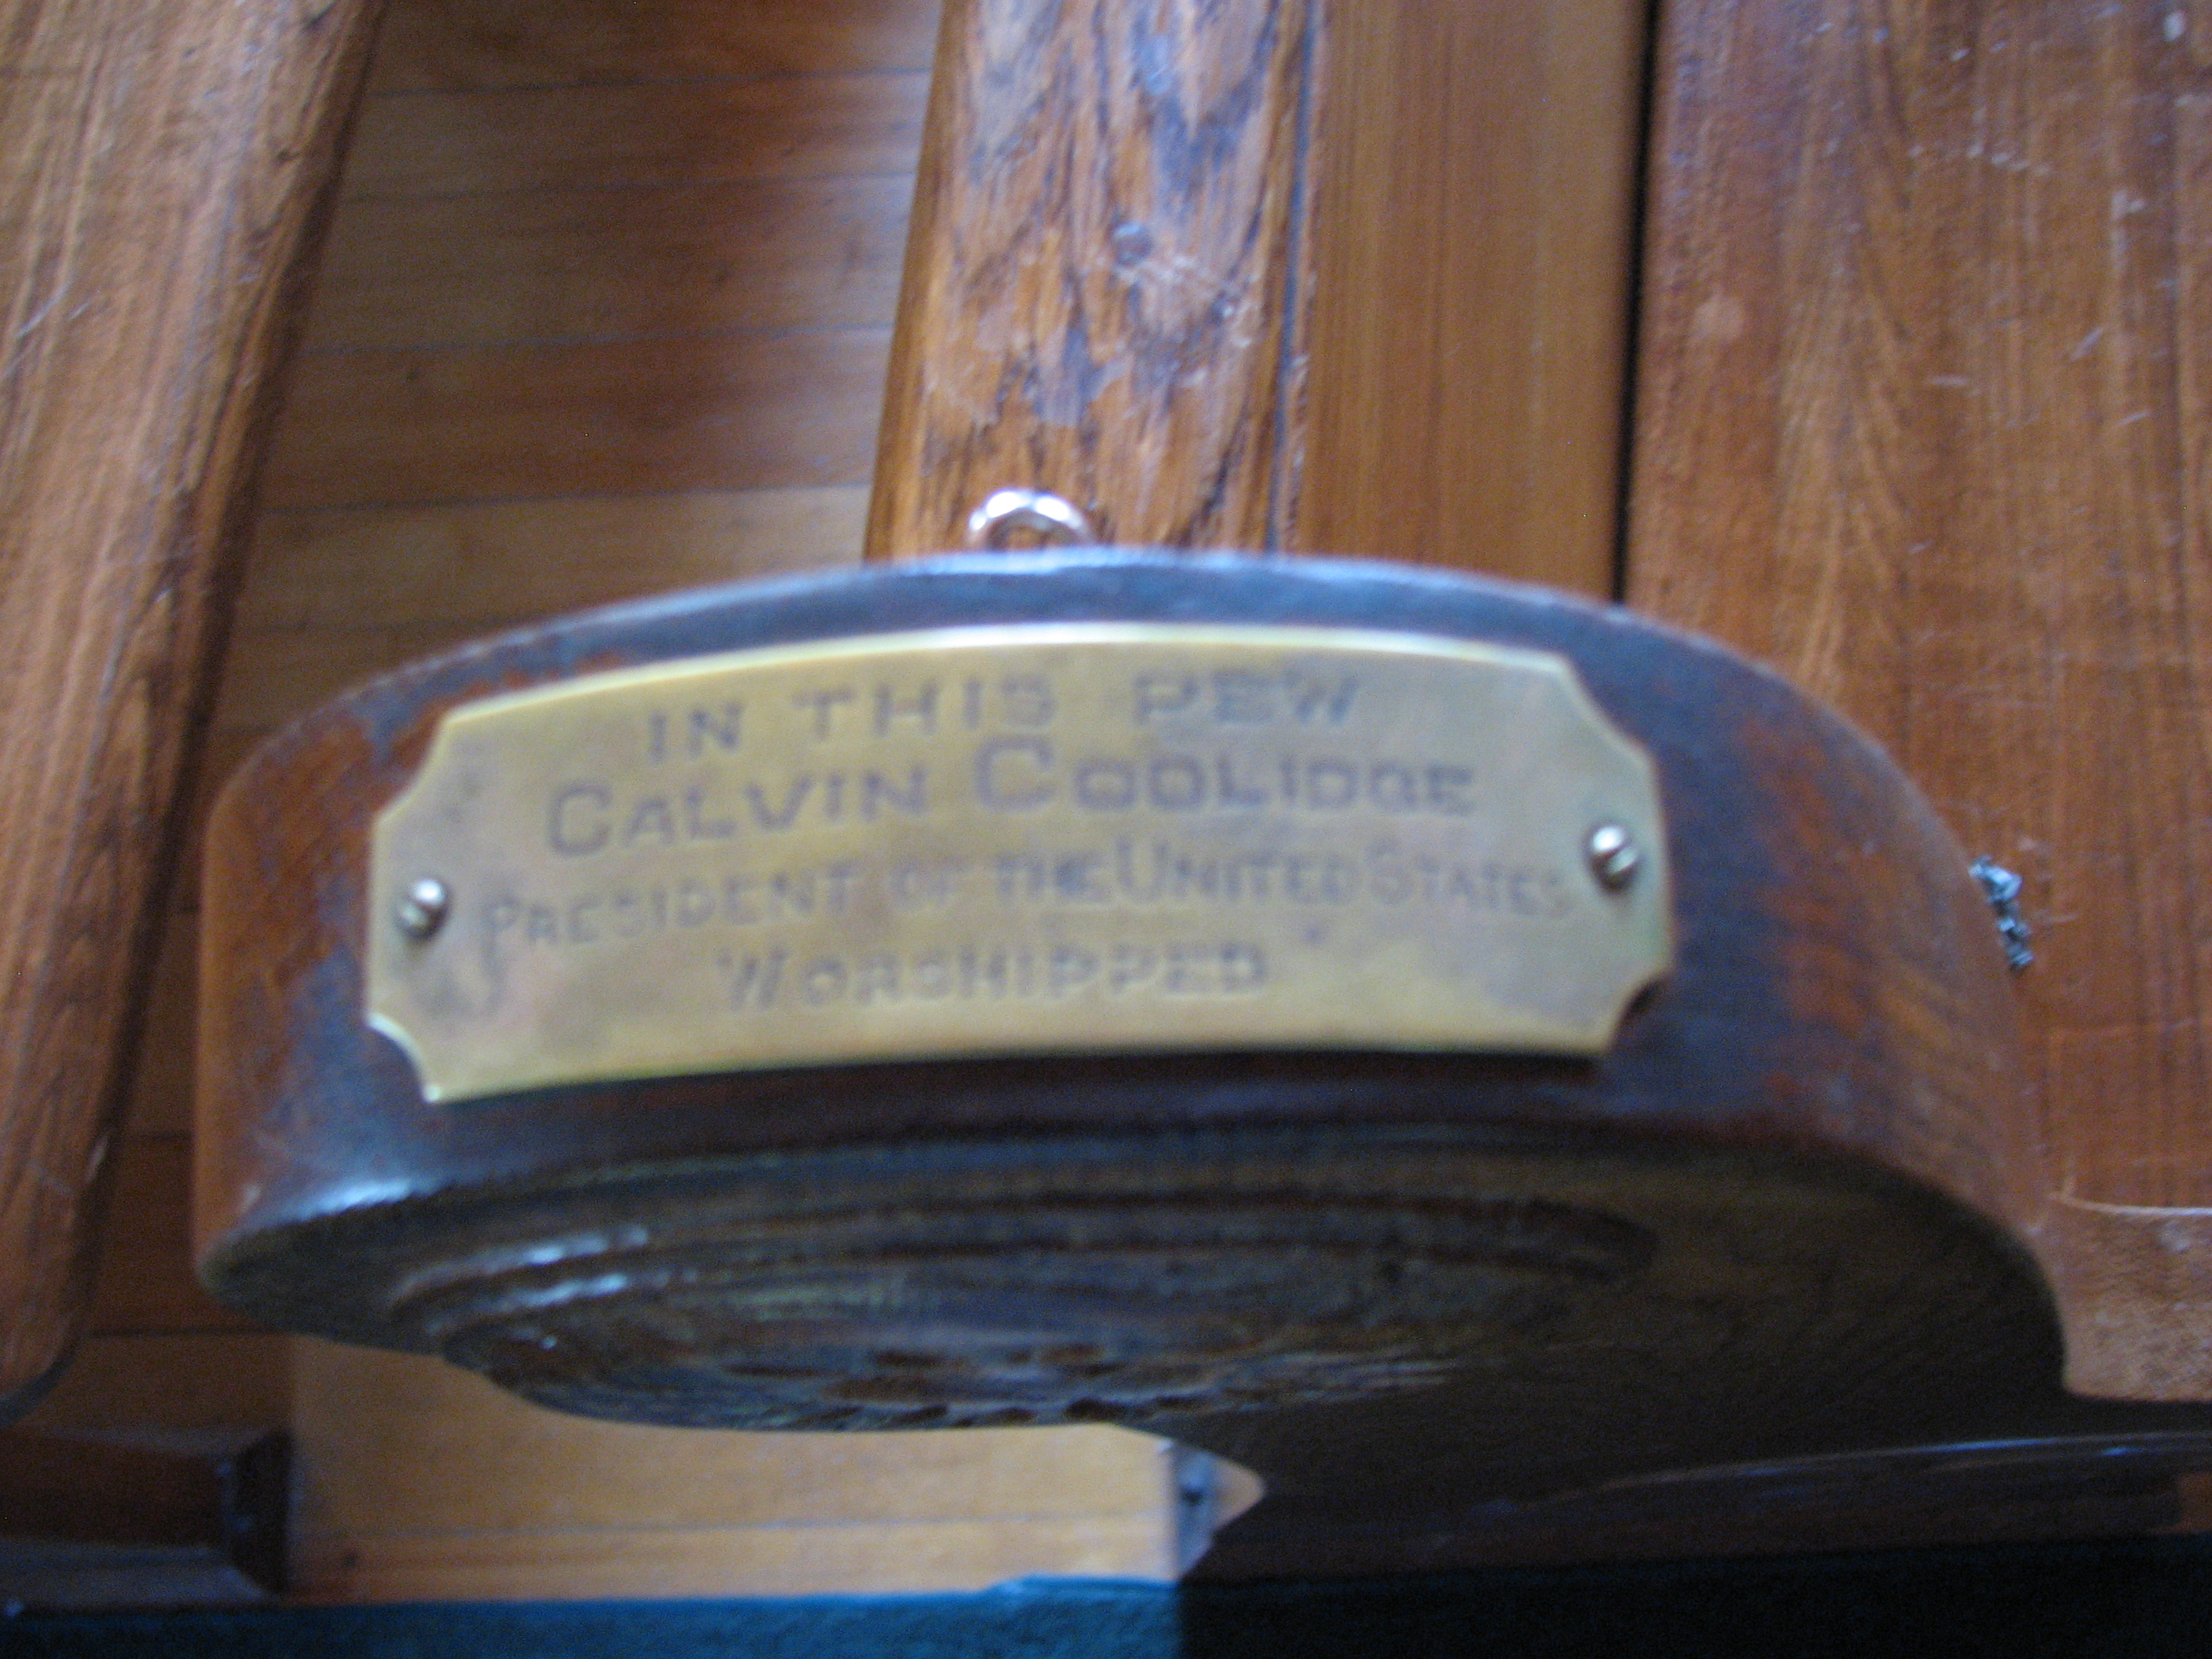 IN THIS PEW
CALVIN COOLIDGE
PRESIDENT OF THE UNITED STATES
WORSHIPPED